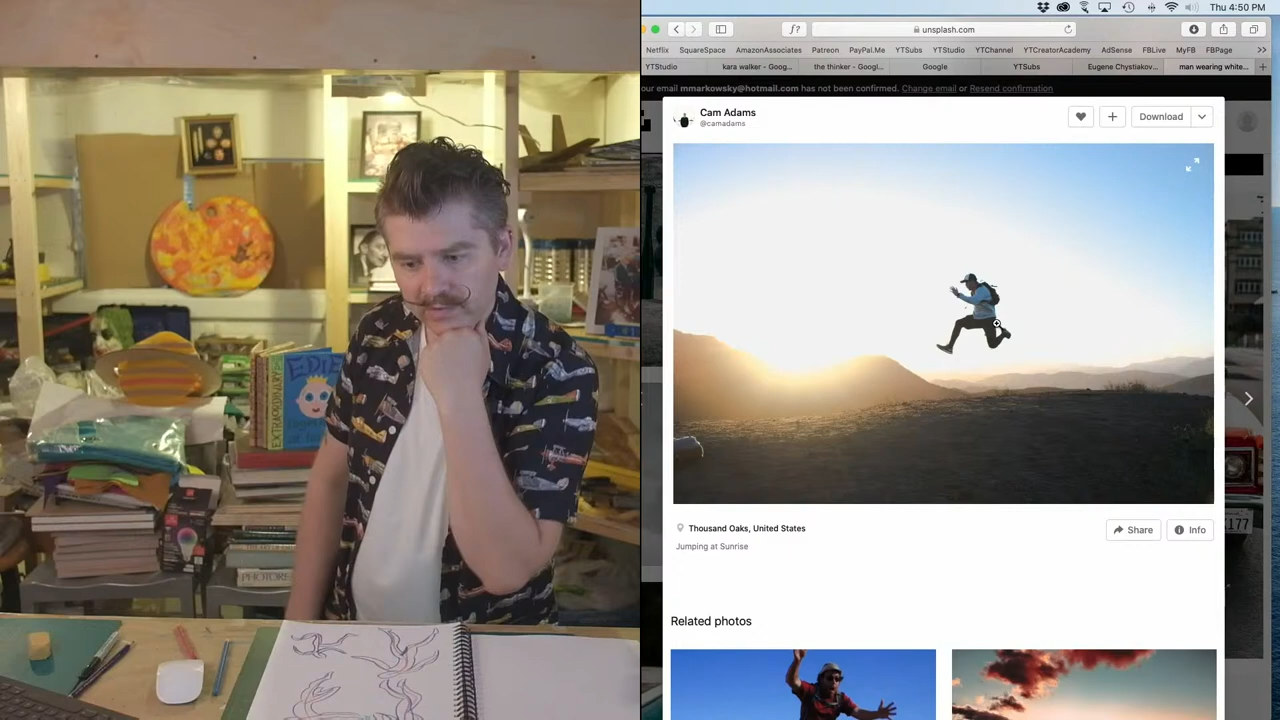 Thu 4:50 PM
unsplash.com
Netflix SquareSpace AmazonAssociates Patreon PayPal.Me YTSubs YTStudio YTChannel YTCreatorAcademy AdSense FBLive MyFB FBPage
YTStudio kara walker - Goog... the thinker - Googl... Google YTSubs Eugene Chystiakov... man wearing white...
our email mmarkowsky@hotmail.com has not been confirmed. Change email or Resend confirmation
Cam Adams
@camadams
Download
Thousand Oaks, United States
Share
Info
Jumping at Sunrise
Related photos
EXTRAORDINARY
EDIE